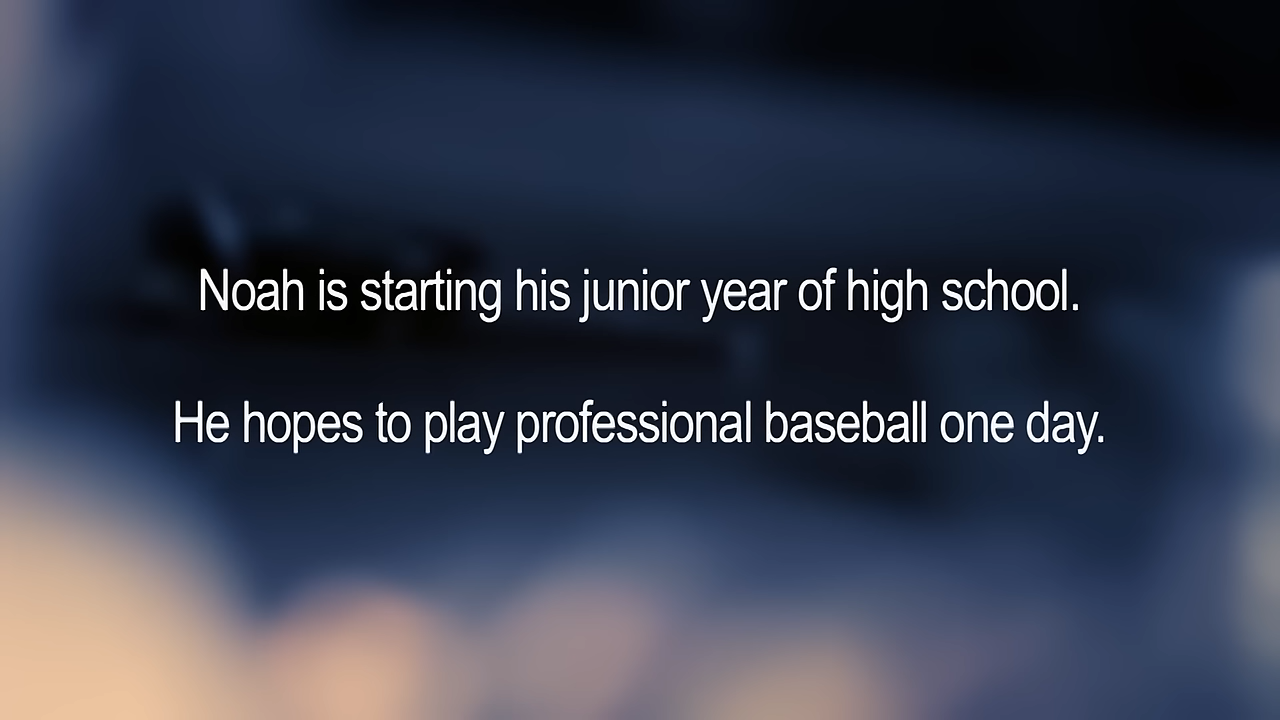 Noah is starting his junior year of high school.
He hopes to play professional baseball one day.